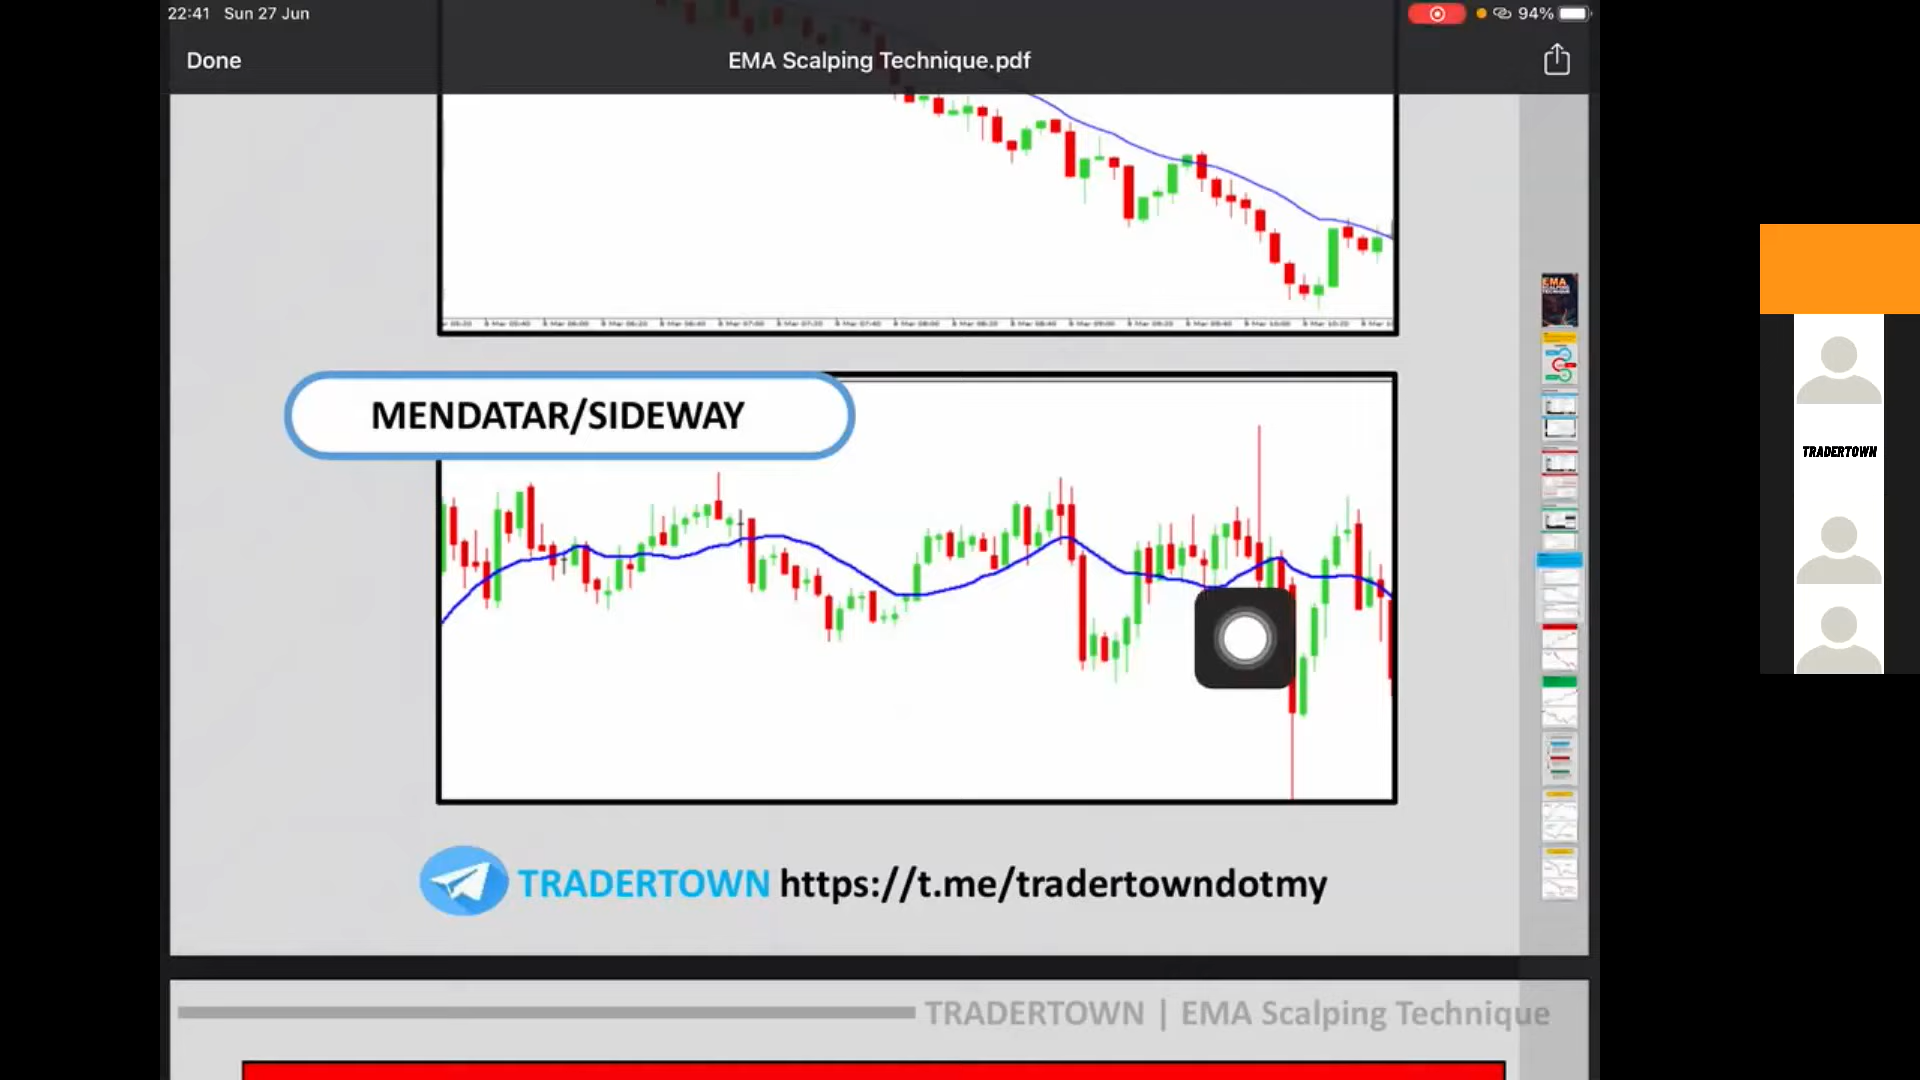 22:41 Sun 27 Jun
94%
Done
EMA Scalping Technique.pdf
MENDATAR/SIDEWAY
TRADERTOWN https://t.me/tradertowndotmy
TRADERTOWN | EMA Scalping Technique
TRADERTOWN